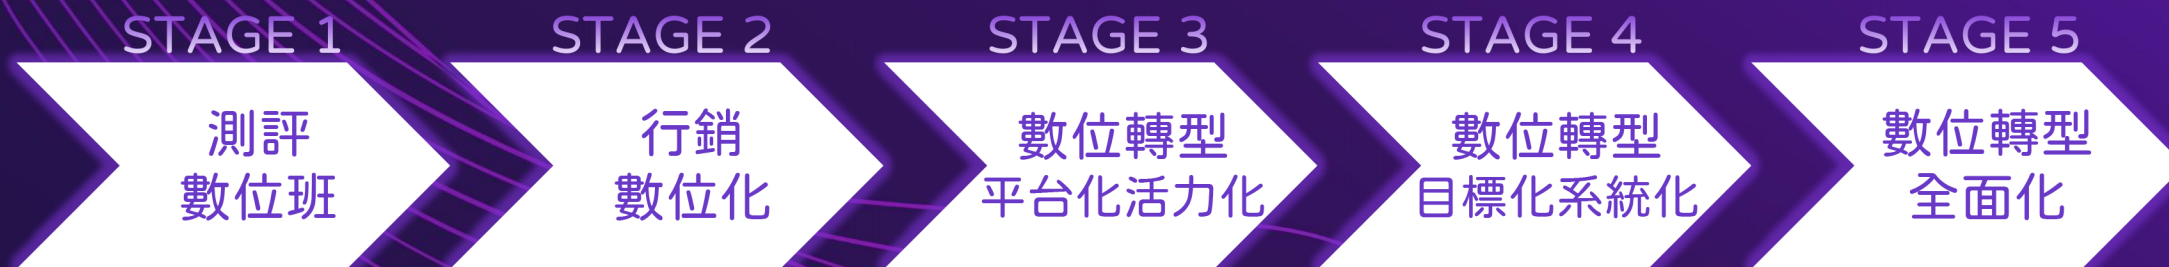 STAGE 1
測評
數位班
STAGE 2
行銷
數位化
STAGE 3
數位轉型
平台化活力化
STAGE 4
數位轉型
目標化系統化
STAGE 5
數位轉型
全面化